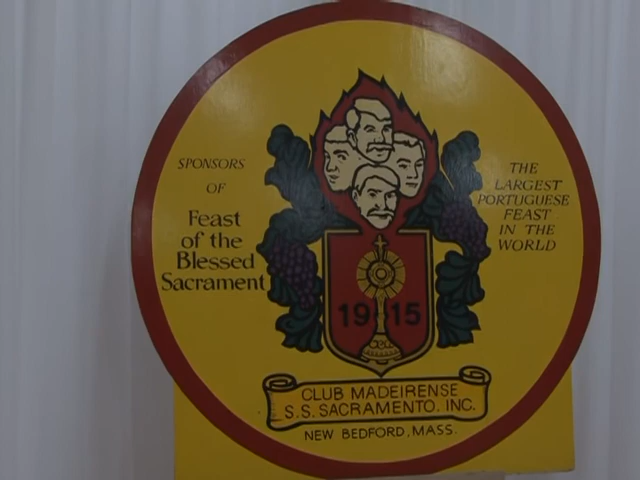 SPONSORS
OF
Feast
of the
Blessed
Sacrament
THE
LARGEST
PORTUGUESE
FEAST
IN THE
WORLD
1915
CLUB MADEIRENSE
S.S. SACRAMENTO, INC.
NEW BEDFORD, MASS.